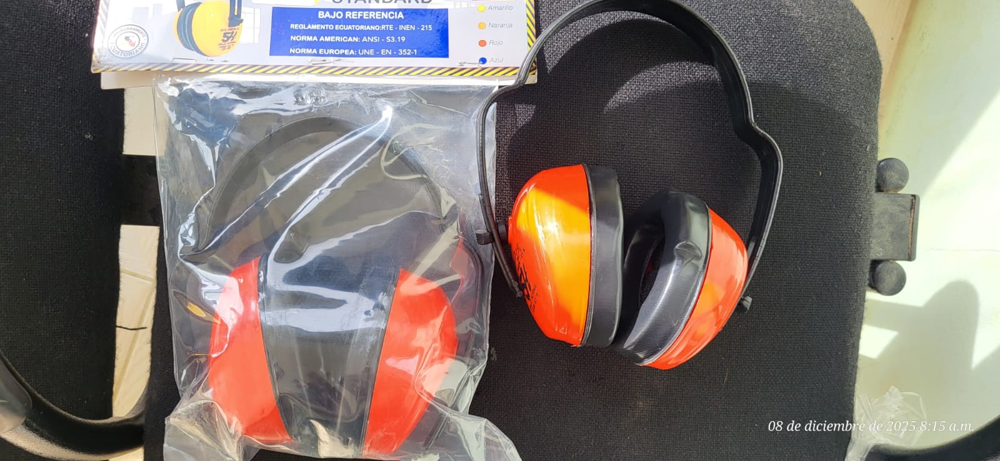 STANDARD
BAJO REFERENCIA
REGLAMENTO ECUATORIANO:RTE - INEN - 215
NORMA AMERICAN: ANSI - S3.19
NORMA EUROPEA: UNE - EN - 352-1
Amarillo
Naranja
Rojo
Azul
ECUATORIANO
08 de diciembre de 2025 8:15 a.m.